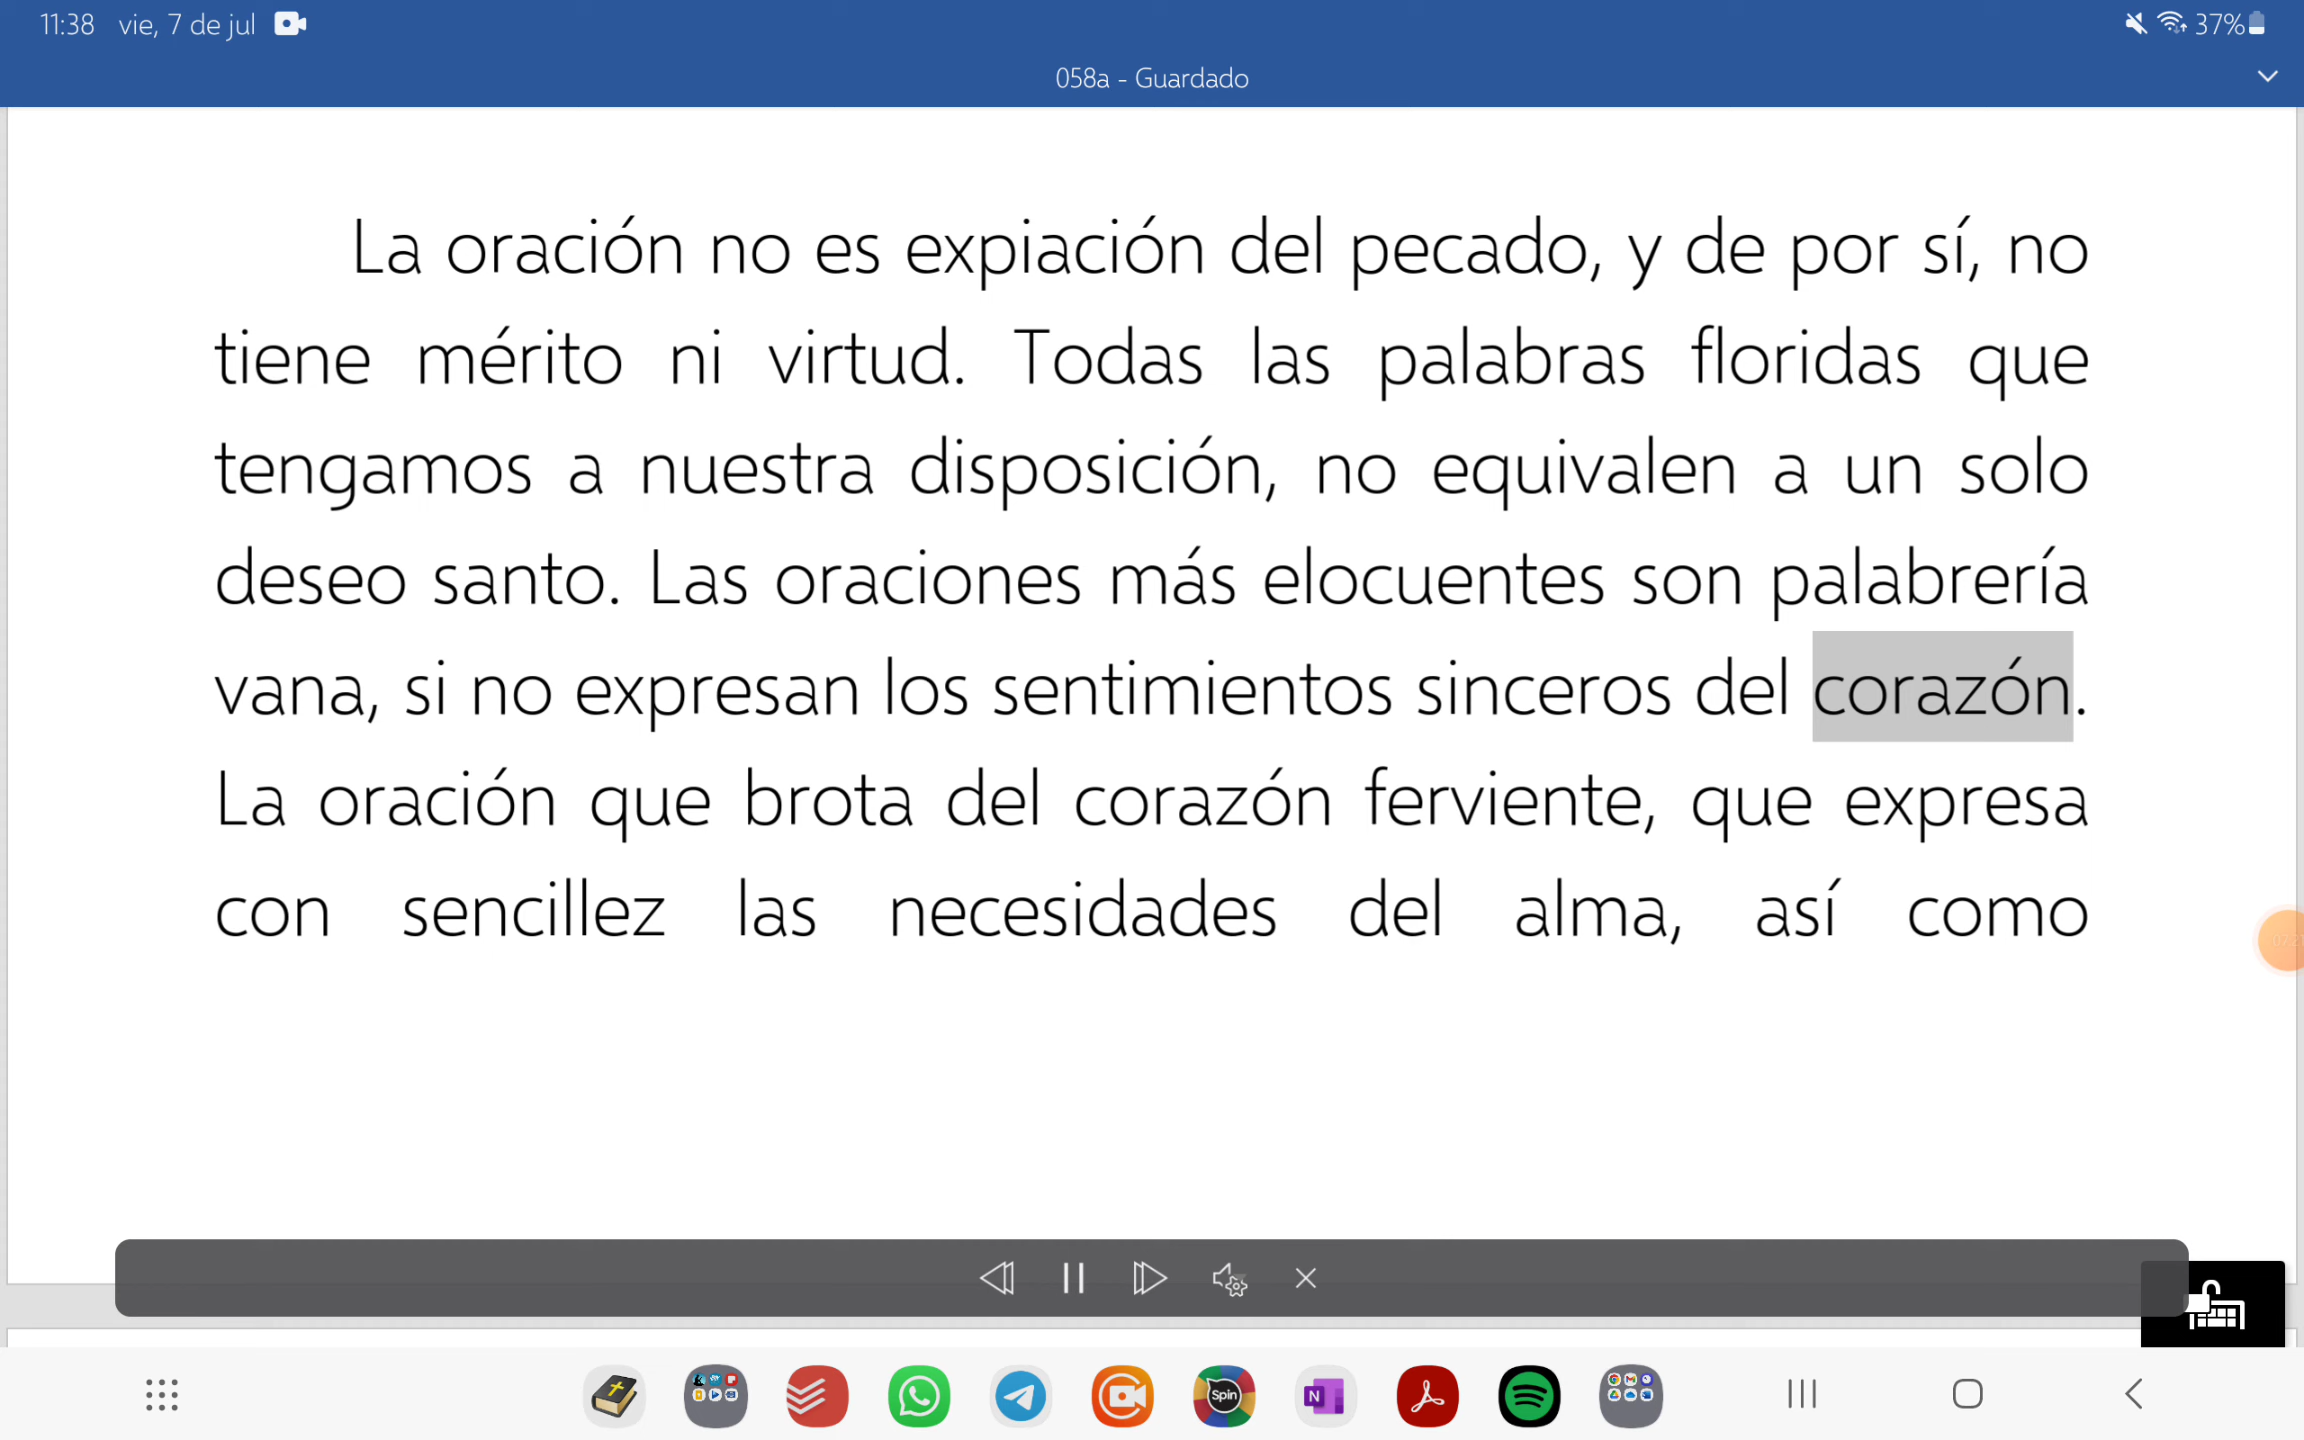 11:38 vie, 7 de jul 37%
058a - Guardado
La oración no es expiación del pecado, y de por sí, no
tiene mérito ni virtud. Todas las palabras floridas que
tengamos a nuestra disposición, no equivalen a un solo
deseo santo. Las oraciones más elocuentes son palabrería
vana, si no expresan los sentimientos sinceros del corazón.
La oración que brota del corazón ferviente, que expresa
con sencillez las necesidades del alma, así como
Spin
N